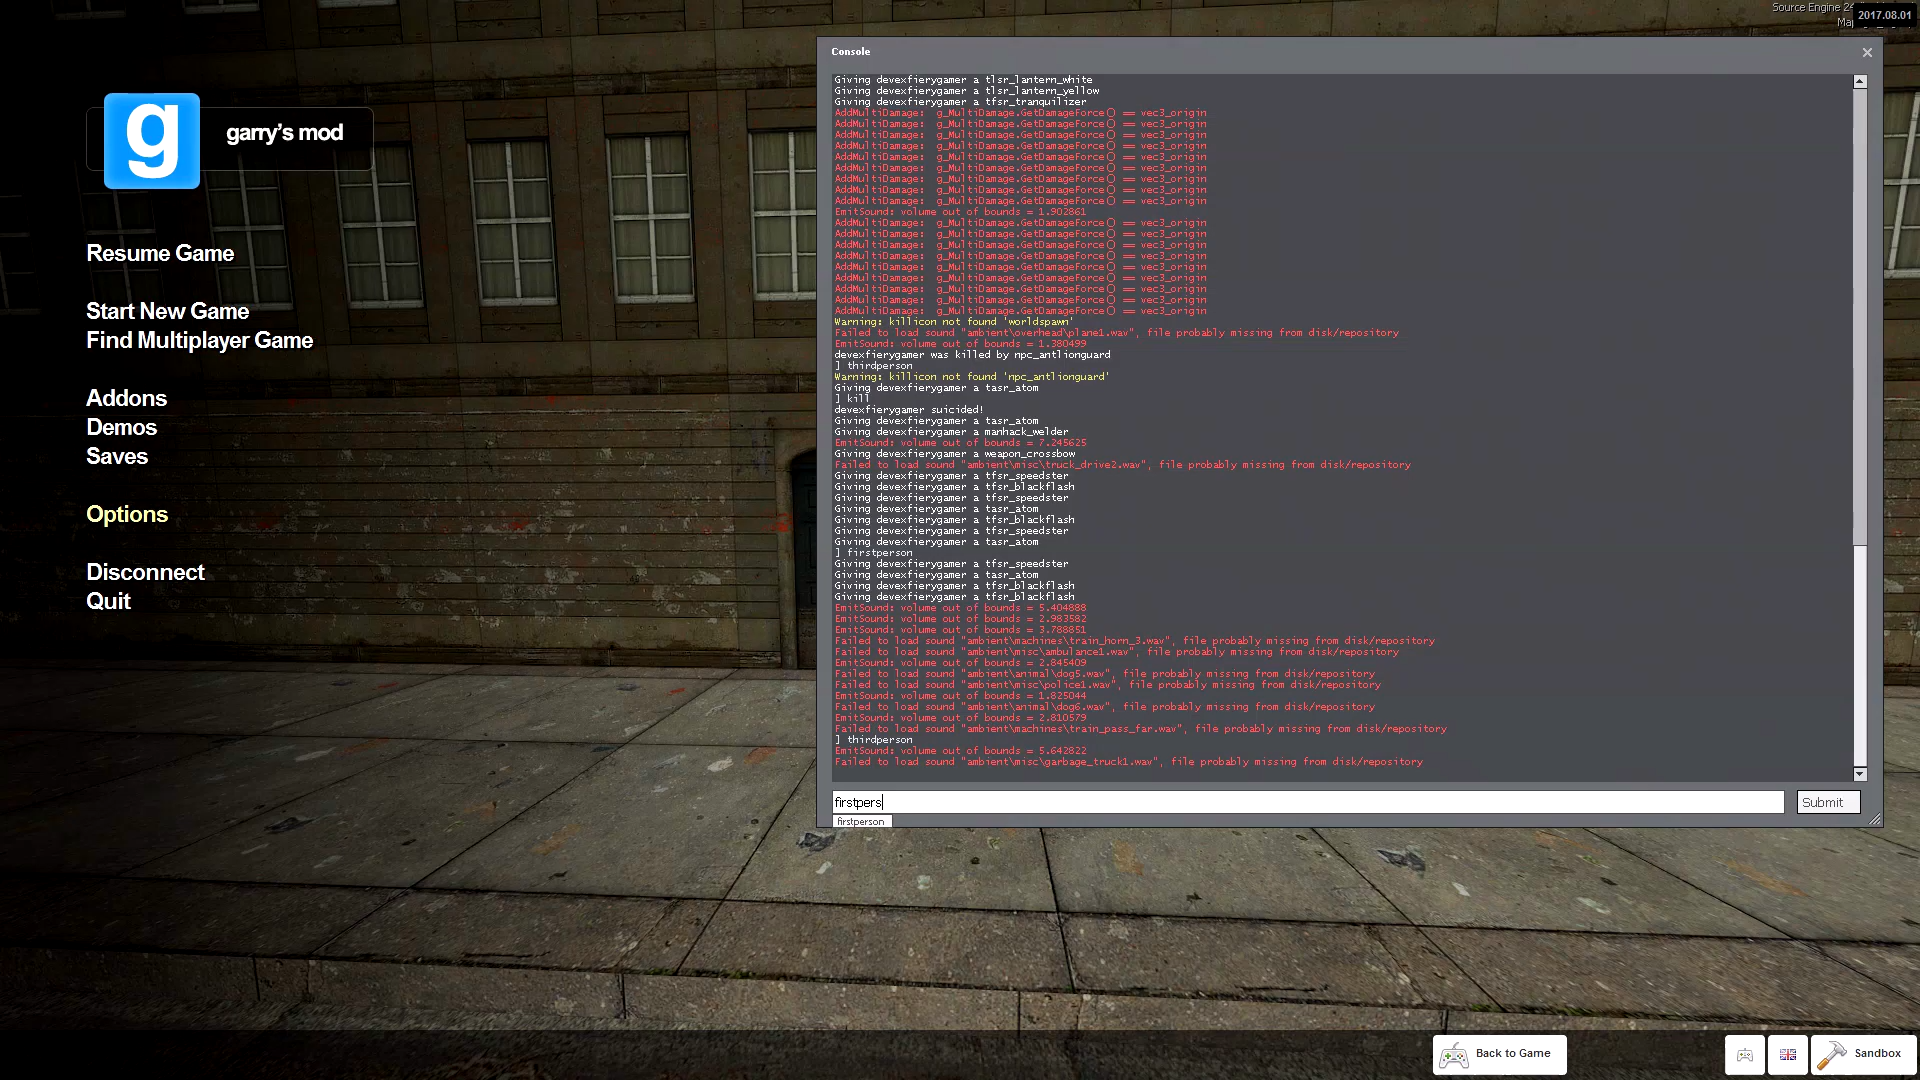 Source Engine 24
Map
2017.08.01
g
garry's mod
Resume Game
Start New Game
Find Multiplayer Game
Addons
Demos
Saves
Options
Disconnect
Quit
Console
Giving devexfierygamer a tlsr_lantern_white
Giving devexfierygamer a tlsr_lantern_yellow
Giving devexfierygamer a tfsr_tranquilizer
AddMultiDamage:  g_MultiDamage.GetDamageForce() == vec3_origin
AddMultiDamage:  g_MultiDamage.GetDamageForce() == vec3_origin
AddMultiDamage:  g_MultiDamage.GetDamageForce() == vec3_origin
AddMultiDamage:  g_MultiDamage.GetDamageForce() == vec3_origin
AddMultiDamage:  g_MultiDamage.GetDamageForce() == vec3_origin
AddMultiDamage:  g_MultiDamage.GetDamageForce() == vec3_origin
AddMultiDamage:  g_MultiDamage.GetDamageForce() == vec3_origin
AddMultiDamage:  g_MultiDamage.GetDamageForce() == vec3_origin
AddMultiDamage:  g_MultiDamage.GetDamageForce() == vec3_origin
EmitSound: volume out of bounds = 1.902861
AddMultiDamage:  g_MultiDamage.GetDamageForce() == vec3_origin
AddMultiDamage:  g_MultiDamage.GetDamageForce() == vec3_origin
AddMultiDamage:  g_MultiDamage.GetDamageForce() == vec3_origin
AddMultiDamage:  g_MultiDamage.GetDamageForce() == vec3_origin
AddMultiDamage:  g_MultiDamage.GetDamageForce() == vec3_origin
AddMultiDamage:  g_MultiDamage.GetDamageForce() == vec3_origin
AddMultiDamage:  g_MultiDamage.GetDamageForce() == vec3_origin
AddMultiDamage:  g_MultiDamage.GetDamageForce() == vec3_origin
AddMultiDamage:  g_MultiDamage.GetDamageForce() == vec3_origin
Warning: killicon not found 'worldspawn'
Failed to load sound "ambient\overhead\plane1.wav", file probably missing from disk/repository
EmitSound: volume out of bounds = 1.380499
devexfierygamer was killed by npc_antlionguard
] thirdperson
Warning: killicon not found 'npc_antlionguard'
Giving devexfierygamer a tasr_atom
] kill
devexfierygamer suicided!
Giving devexfierygamer a tasr_atom
Giving devexfierygamer a manhack_welder
EmitSound: volume out of bounds = 7.245625
Giving devexfierygamer a weapon_crossbow
Failed to load sound "ambient\misc\truck_drive2.wav", file probably missing from disk/repository
Giving devexfierygamer a tfsr_speedster
Giving devexfierygamer a tfsr_blackflash
Giving devexfierygamer a tfsr_speedster
Giving devexfierygamer a tasr_atom
Giving devexfierygamer a tfsr_blackflash
Giving devexfierygamer a tfsr_speedster
Giving devexfierygamer a tasr_atom
] firstperson
Giving devexfierygamer a tfsr_speedster
Giving devexfierygamer a tasr_atom
Giving devexfierygamer a tfsr_blackflash
Giving devexfierygamer a tfsr_blackflash
EmitSound: volume out of bounds = 5.404888
EmitSound: volume out of bounds = 2.983582
EmitSound: volume out of bounds = 3.788851
Failed to load sound "ambient\machines\train_horn_3.wav", file probably missing from disk/repository
Failed to load sound "ambient\misc\ambulance1.wav", file probably missing from disk/repository
EmitSound: volume out of bounds = 2.845409
Failed to load sound "ambient\animal\dog5.wav", file probably missing from disk/repository
Failed to load sound "ambient\misc\police1.wav", file probably missing from disk/repository
EmitSound: volume out of bounds = 1.825044
Failed to load sound "ambient\animal\dog6.wav", file probably missing from disk/repository
EmitSound: volume out of bounds = 2.810579
Failed to load sound "ambient\machines\train_pass_far.wav", file probably missing from disk/repository
] thirdperson
EmitSound: volume out of bounds = 5.642822
Failed to load sound "ambient\misc\garbage_truck1.wav", file probably missing from disk/repository
firstpers
Submit
firstperson
Back to Game
Sandbox